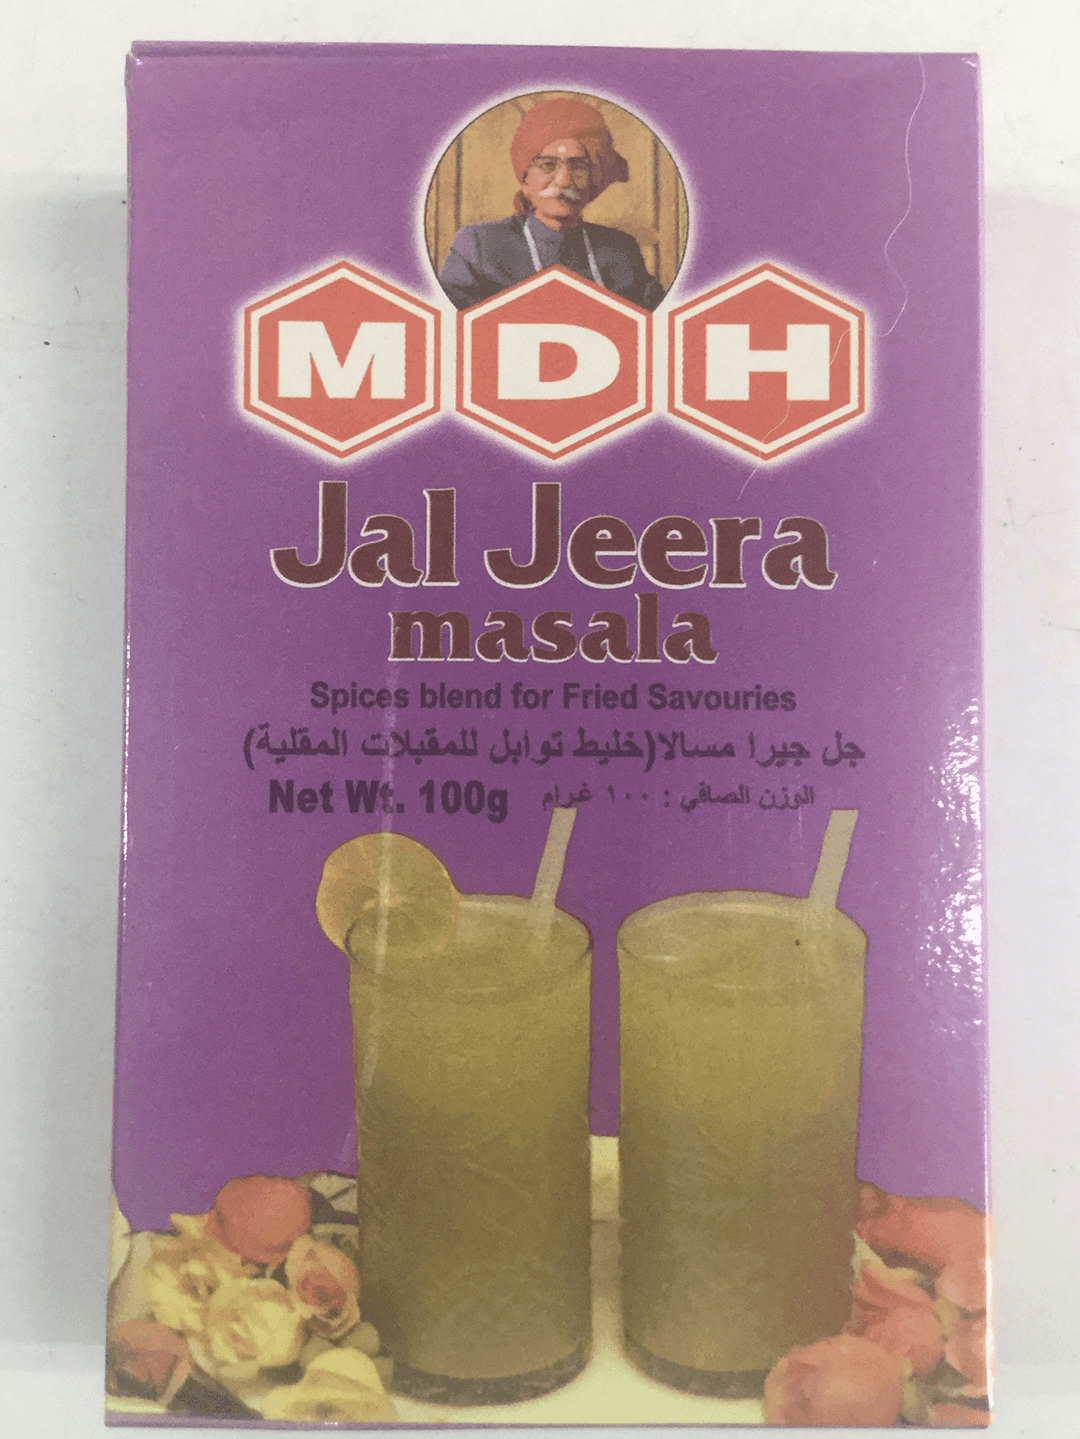 MDH
Jal Jeera
masala
Spices blend for Fried Savouries
جل جيرا مسالا(خليط توابل للمقبلات المقلية)
Net Wt. 100g الوزن الصافي : ١٠٠ غرام